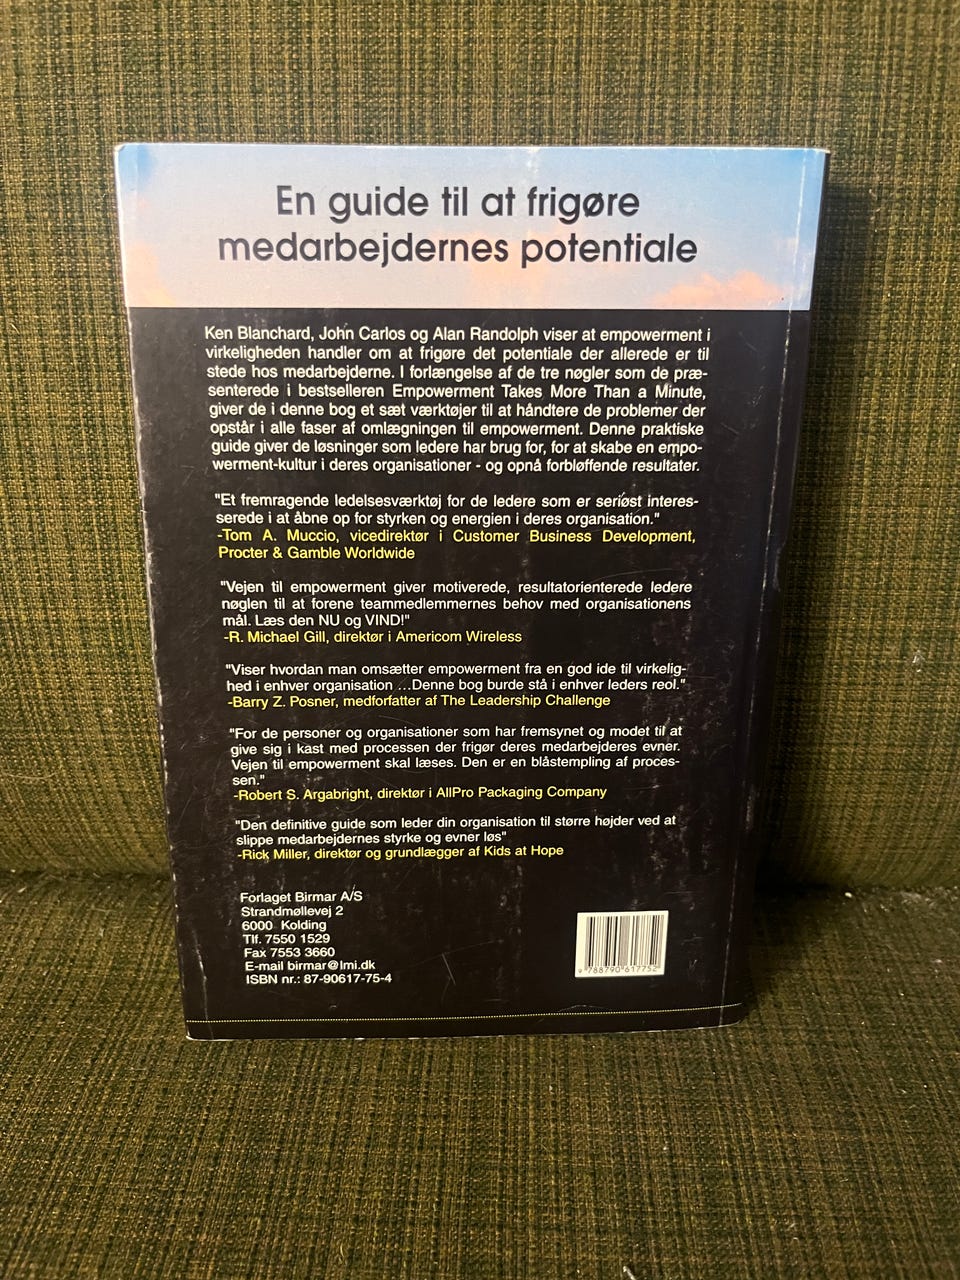 En guide til at frigøre
medarbejdernes potentiale
Ken Blanchard, John Carlos og Alan Randolph viser at empowerment i
virkeligheden handler om at frigøre det potentiale der allerede er til
stede hos medarbejderne. I forlængelse af de tre nøgler som de præ-
senterede i bestselleren Empowerment Takes More Than a Minute,
giver de i denne bog et sæt værktøjer til at håndtere de problemer der
opstår i alle faser af omlægningen til empowerment. Denne praktiske
guide giver de løsninger som ledere har brug for, for at skabe en empo-
werment-kultur i deres organisationer - og opnå forbløffende resultater.
"Et fremragende ledelsesværktøj for de ledere som er seriøst interes-
serede i at åbne op for styrken og energien i deres organisation."
-Tom A. Muccio, vicedirektør i Customer Business Development,
Procter & Gamble Worldwide
"Vejen til empowerment giver motiverede, resultatorienterede ledere
nøglen til at forene teammedlemmernes behov med organisationens
mål. Læs den NU og VIND!"
-R. Michael Gill, direktør i Americom Wireless
"Viser hvordan man omsætter empowerment fra en god ide til virkelig-
hed i enhver organisation ...Denne bog burde stå i enhver leders reol."
-Barry Z. Posner, medforfatter af The Leadership Challenge
"For de personer og organisationer som har fremsynet og modet til at
give sig i kast med processen der frigør deres medarbejderes evner.
Vejen til empowerment skal læses. Den er en blåstempling af proces-
sen."
-Robert S. Argabright, direktør i AllPro Packaging Company
"Den definitive guide som leder din organisation til større højder ved at
slippe medarbejdernes styrke og evner løs"
-Rick Miller, direktør og grundlægger af Kids at Hope
Forlaget Birmar A/S
Strandmøllevej 2
6000 Kolding
Tlf. 7550 1529
Fax 7553 3660
E-mail birmar@lmi.dk
ISBN nr.: 87-90617-75-4
9 788790 617752